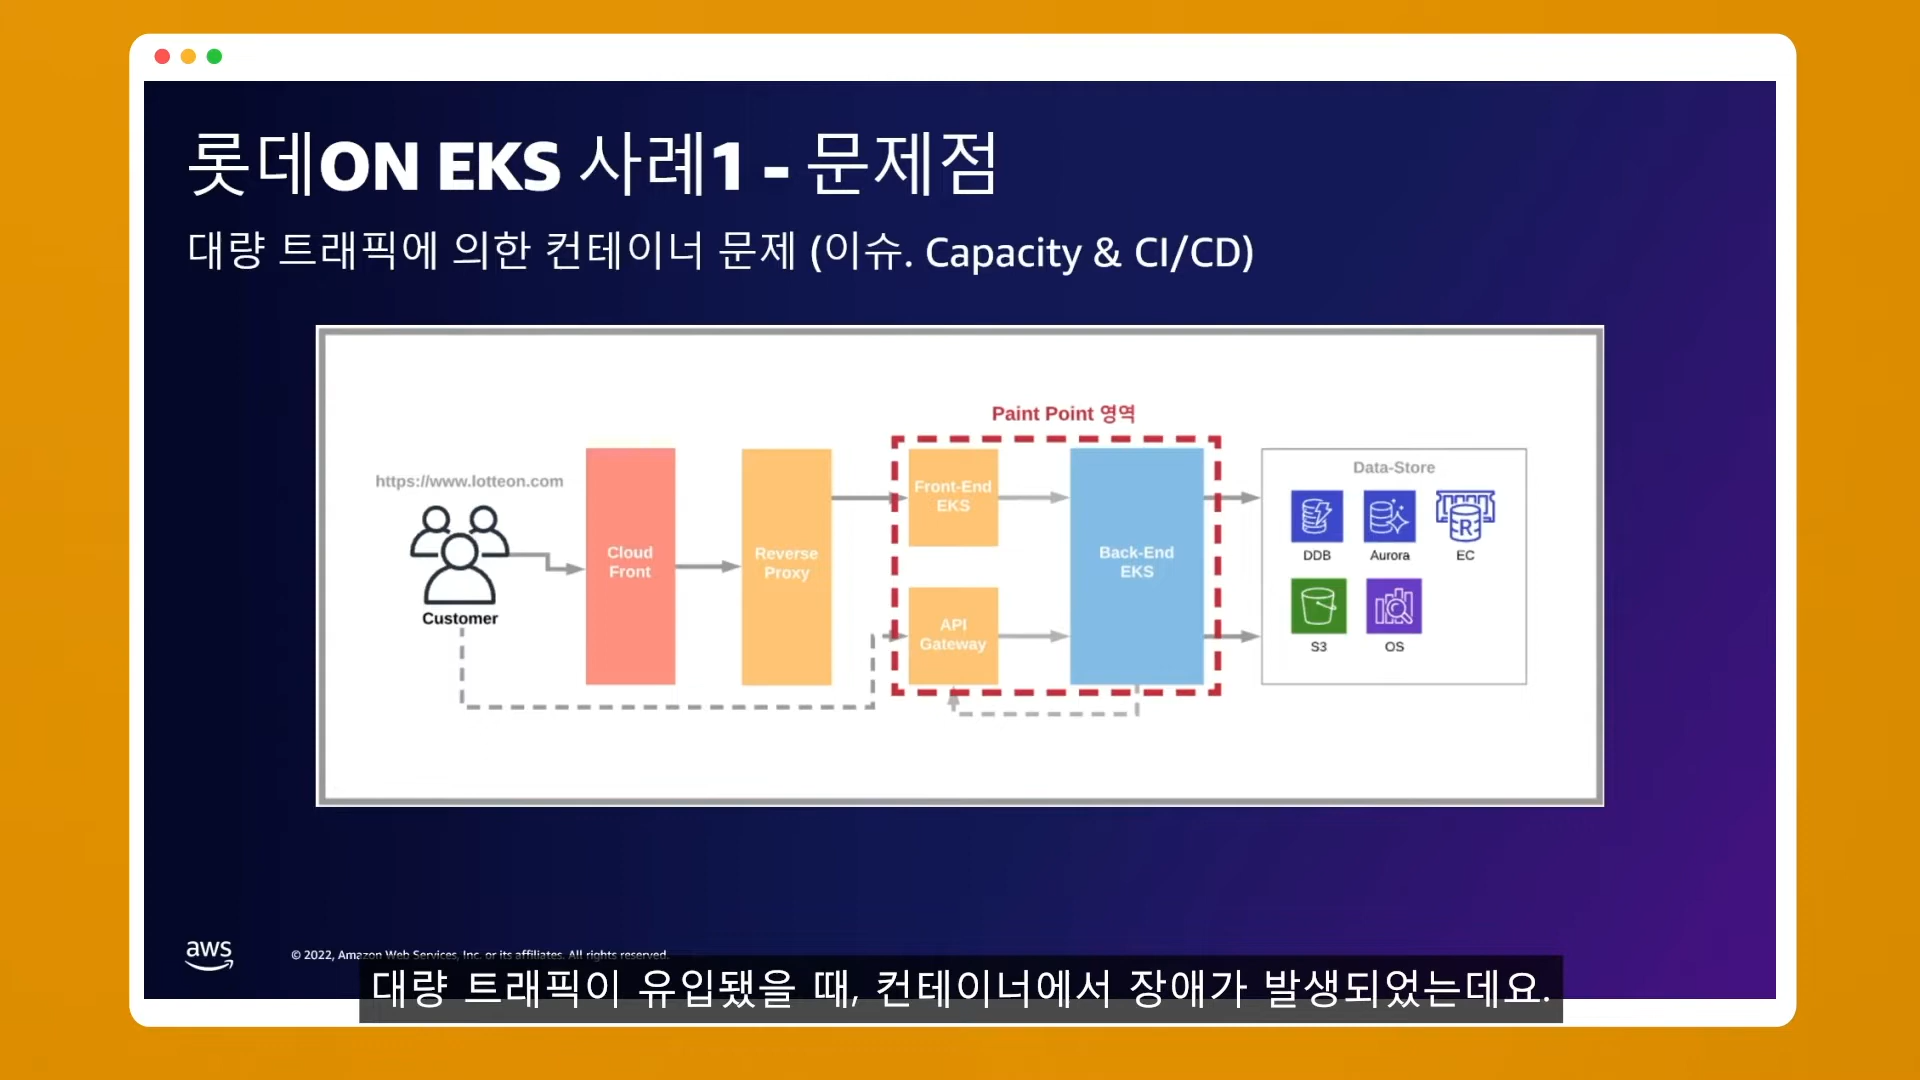 롯데ON EKS 사례1 - 문제점
대량 트래픽에 의한 컨테이너 문제 (이슈. Capacity & CI/CD)
Paint Point 영역
https://www.lotteon.com
Customer
Cloud
Front
Reverse
Proxy
Front-End
EKS
API
Gateway
Back-End
EKS
Data-Store
DDB
Aurora
R
EC
S3
OS
aws
© 2022, Amazon Web Services, Inc. or its affiliates. All rights reserved.
대량 트래픽이 유입됐을 때, 컨테이너에서 장애가 발생되었는데요.